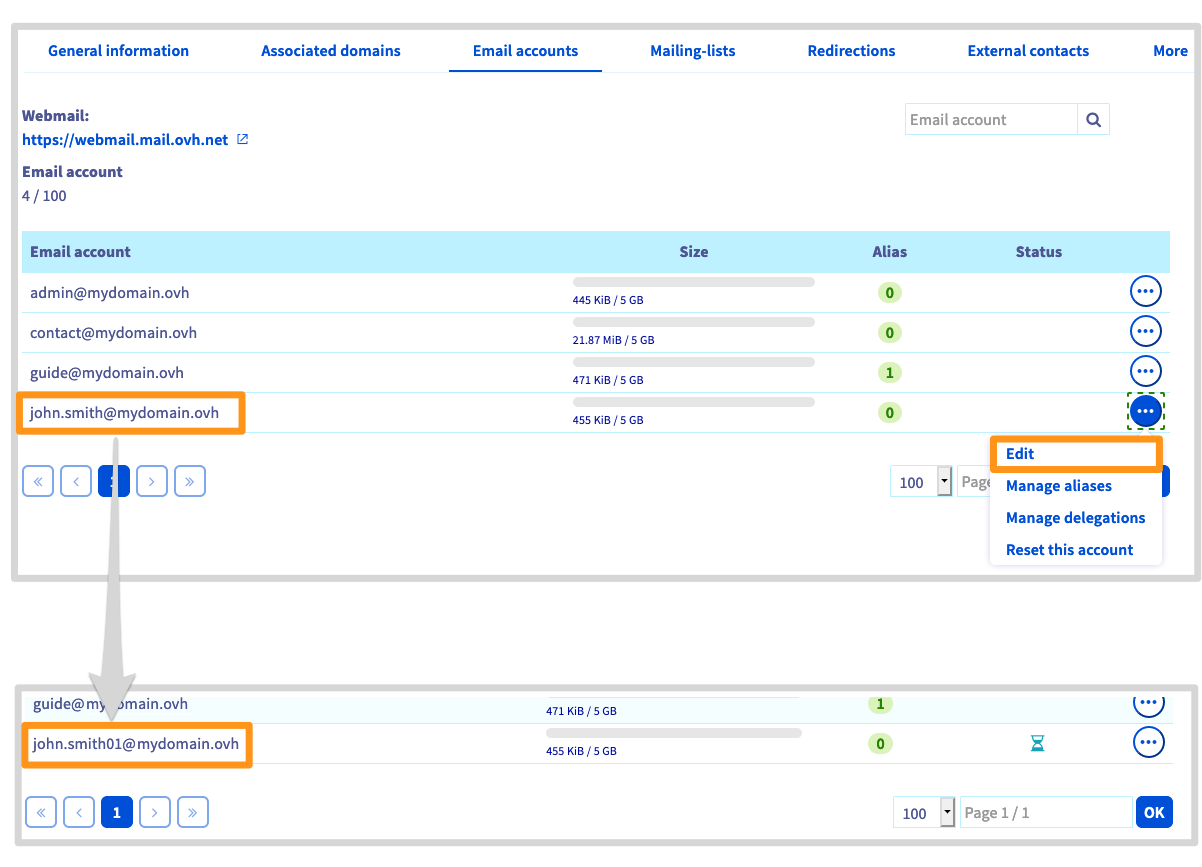 General information Associated domains Email accounts Mailing-lists Redirections External contacts More
Webmail:
https://webmail.mail.ovh.net
Email account
Email account
4 / 100
Email account Size Alias Status
admin@mydomain.ovh 445 KiB / 5 GB 0
contact@mydomain.ovh 21.87 MiB / 5 GB 0
guide@mydomain.ovh 471 KiB / 5 GB 1
john.smith@mydomain.ovh 455 KiB / 5 GB 0
Edit
« < > » 100 Page
Manage aliases
Manage delegations
Reset this account
guide@mydomain.ovh 471 KiB / 5 GB 1
john.smith01@mydomain.ovh 455 KiB / 5 GB 0
« < 1 > » 100 Page 1 / 1 OK